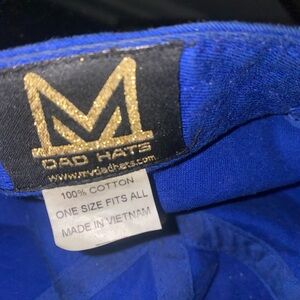 DAD HATS
www.mydadhats.com
100% COTTON
ONE SIZE FITS ALL
MADE IN VIETNAM